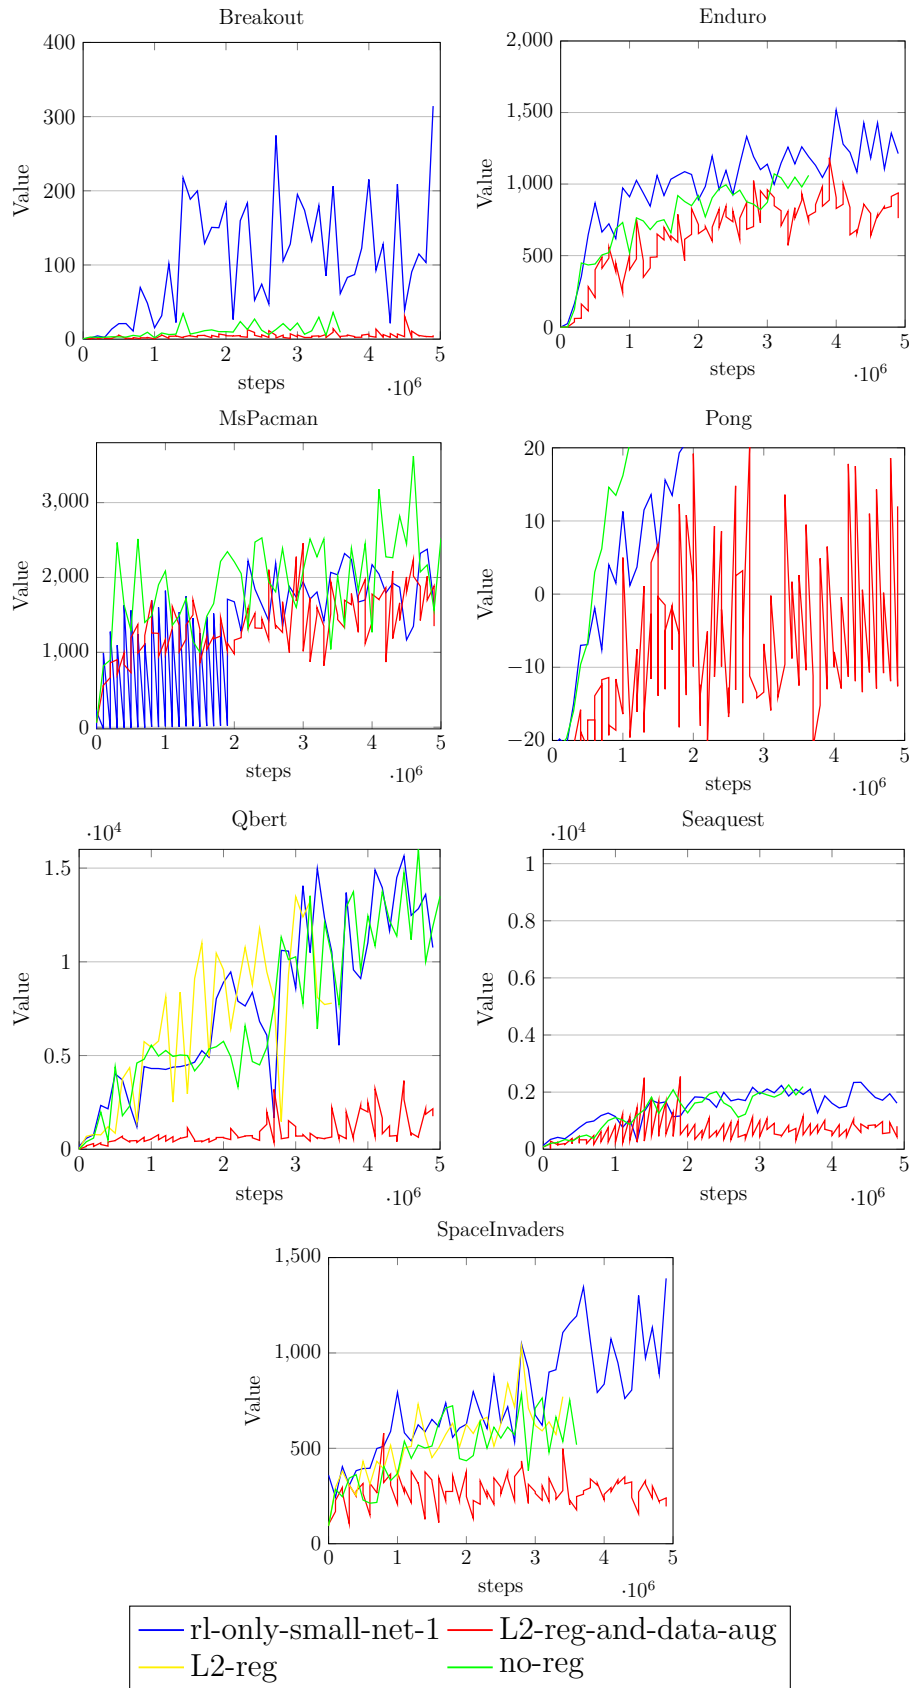 Breakout
400
300
200
100
0
0 1 2 3 4 5
Value
steps
·10⁶
Enduro
2,000
1,500
1,000
500
0
0 1 2 3 4 5
Value
steps
·10⁶
MsPacman
3,000
2,000
1,000
0
0 1 2 3 4 5
Value
steps
·10⁶
Pong
20
10
0
−10
−20
0 1 2 3 4 5
Value
steps
·10⁶
Qbert
·10⁴
1.5
1
0.5
0
0 1 2 3 4 5
Value
steps
·10⁶
Seaquest
·10⁴
1
0.8
0.6
0.4
0.2
0
0 1 2 3 4 5
Value
steps
·10⁶
SpaceInvaders
1,500
1,000
500
0
0 1 2 3 4 5
Value
steps
·10⁶
rl-only-small-net-1 L2-reg-and-data-aug
L2-reg no-reg